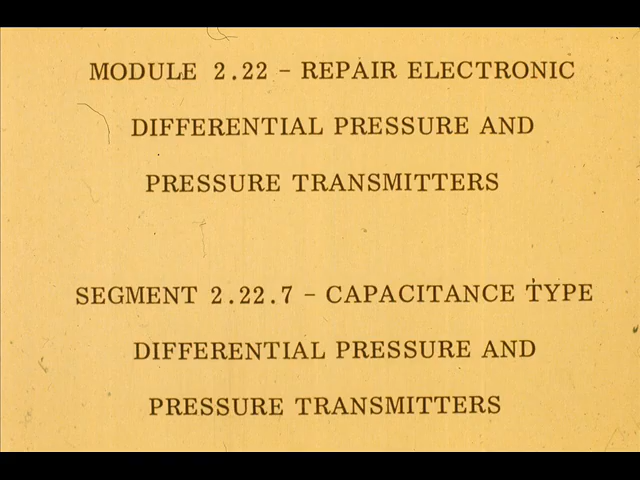 MODULE 2.22 - REPAIR ELECTRONIC
DIFFERENTIAL PRESSURE AND
PRESSURE TRANSMITTERS
SEGMENT 2.22.7 - CAPACITANCE TYPE
DIFFERENTIAL PRESSURE AND
PRESSURE TRANSMITTERS